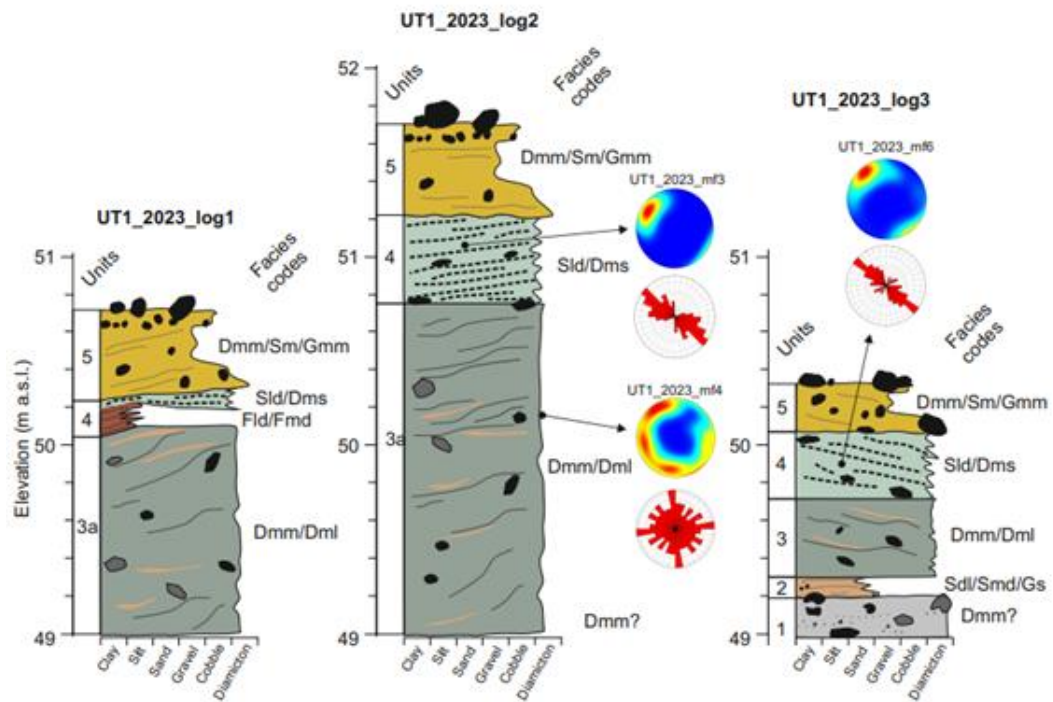 UT1_2023_log1
Elevation (m a.s.l.)
51
50
49
Units
Facies
codes
5
4
3a
Dmm/Sm/Gmm
Sld/Dms
Fld/Fmd
Dmm/Dml
Clay
Silt
Sand
Gravel
Cobble
Diamicton
UT1_2023_log2
52
51
50
49
Units
Facies
codes
5
4
3a
Dmm/Sm/Gmm
Sld/Dms
Dmm/Dml
Dmm?
UT1_2023_mf3
UT1_2023_mf4
Clay
Silt
Sand
Gravel
Cobble
Diamicton
UT1_2023_log3
UT1_2023_mf6
51
50
49
Units
Facies
codes
5
4
3
2
1
Dmm/Sm/Gmm
Sld/Dms
Dmm/Dml
Sdl/Smd/Gs
Dmm?
Clay
Silt
Sand
Gravel
Cobble
Diamicton